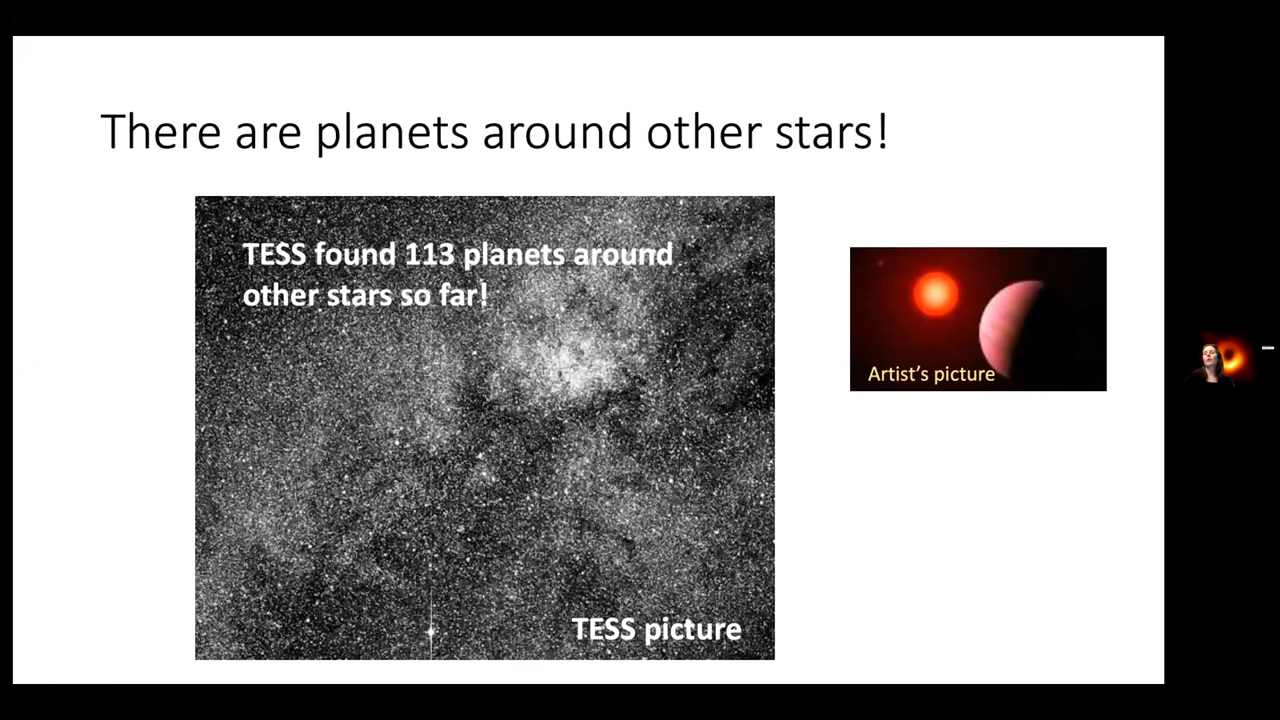 There are planets around other stars!
TESS found 113 planets around
other stars so far!
Artist's picture
TESS picture